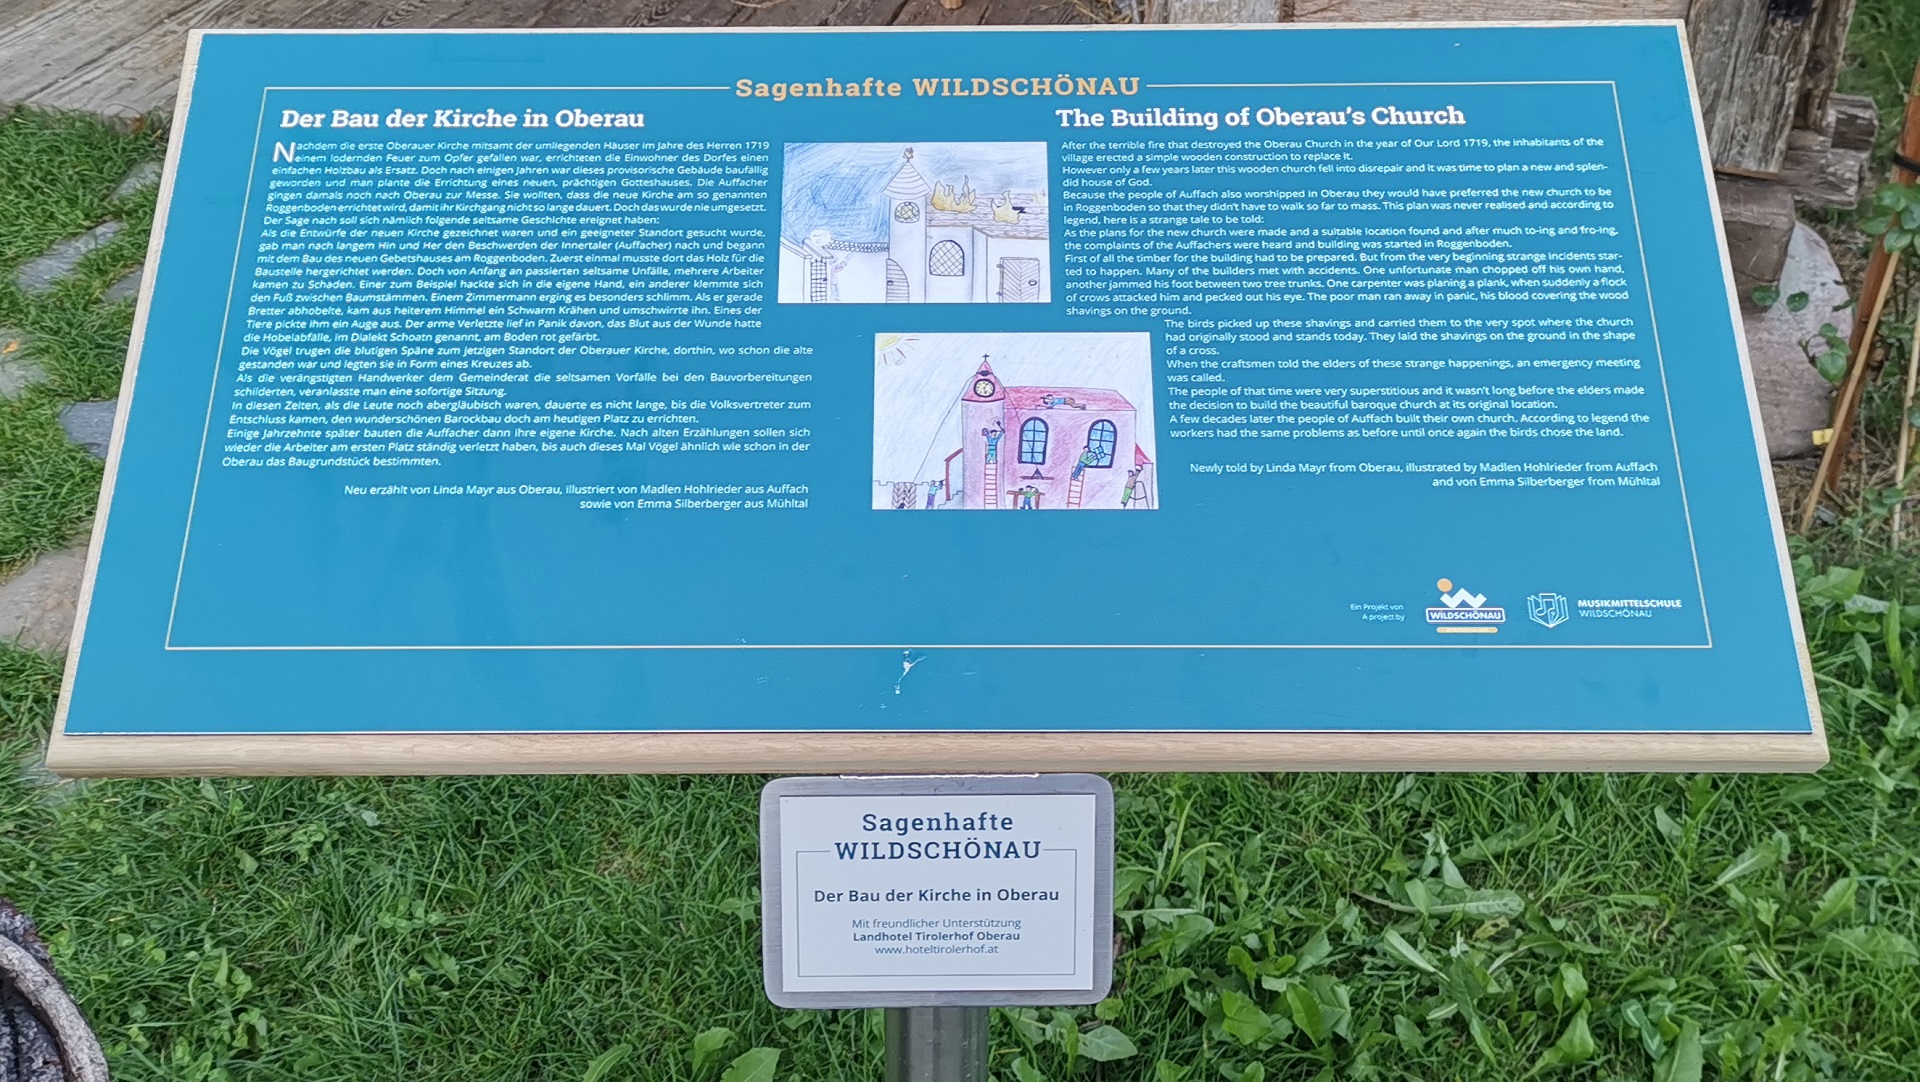 Sagenhafte WILDSCHÖNAU
Der Bau der Kirche in Oberau
Nachdem die erste Oberauer Kirche mitsamt der umliegenden Häuser im Jahre des Herren 1719
einem lodernden Feuer zum Opfer gefallen war, errichteten die Einwohner des Dorfes einen
einfachen Holzbau als Ersatz. Doch nach einigen Jahren war dieses provisorische Gebäude baufällig
geworden und man plante die Errichtung eines neuen, prächtigen Gotteshauses. Die Auffacher
gingen damals noch nach Oberau zur Messe. Sie wollten, dass die neue Kirche am so genannten
Roggenboden errichtet wird, damit ihr Kirchgang nicht so lange dauert. Doch das wurde nie umgesetzt.
Der Sage nach soll sich nämlich folgende seltsame Geschichte ereignet haben:
Als die Entwürfe der neuen Kirche gezeichnet waren und ein geeigneter Standort gesucht wurde,
gab man nach langem Hin und Her den Beschwerden der Innertaler (Auffacher) nach und begann
mit dem Bau des neuen Gebetshauses am Roggenboden. Zuerst einmal musste dort das Holz für die
Baustelle hergerichtet werden. Doch von Anfang an passierten seltsame Unfälle, mehrere Arbeiter
kamen zu Schaden. Einer zum Beispiel hackte sich in die eigene Hand, ein anderer klemmte sich
den Fuß zwischen Baumstämmen. Einem Zimmermann erging es besonders schlimm. Als er gerade
Bretter abhobelte, kam aus heiterem Himmel ein Schwarm Krähen und umschwirrte ihn. Eines der
Tiere pickte ihm ein Auge aus. Der arme Verletzte lief in Panik davon, das Blut aus der Wunde hatte
die Hobelabfälle, im Dialekt Schoatn genannt, am Boden rot gefärbt.
Die Vögel trugen die blutigen Späne zum jetzigen Standort der Oberauer Kirche, dorthin, wo schon die alte
gestanden war und legten sie in Form eines Kreuzes ab.
Als die verängstigten Handwerker dem Gemeinderat die seltsamen Vorfälle bei den Bauvorbereitungen
schilderten, veranlasste man eine sofortige Sitzung.
In diesen Zeiten, als die Leute noch abergläubisch waren, dauerte es nicht lange, bis die Volksvertreter zum
Entschluss kamen, den wunderschönen Barockbau doch am heutigen Platz zu errichten.
Einige Jahrzehnte später bauten die Auffacher dann ihre eigene Kirche. Nach alten Erzählungen sollen sich
wieder die Arbeiter am ersten Platz ständig verletzt haben, bis auch dieses Mal Vögel ähnlich wie schon in der
Oberau das Baugrundstück bestimmten.
Neu erzählt von Linda Mayr aus Oberau, illustriert von Madlen Hohlrieder aus Auffach
sowie von Emma Silberberger aus Mühltal
The Building of Oberau's Church
After the terrible fire that destroyed the Oberau Church in the year of Our Lord 1719, the inhabitants of the
village erected a simple wooden construction to replace it.
However only a few years later this wooden church fell into disrepair and it was time to plan a new and splen-
did house of God.
Because the people of Auffach also worshipped in Oberau they would have preferred the new church to be
in Roggenboden so that they didn't have to walk so far to mass. This plan was never realised and according to
legend, here is a strange tale to be told:
As the plans for the new church were made and a suitable location found and after much to-ing and fro-ing,
the complaints of the Auffachers were heard and building was started in Roggenboden.
First of all the timber for the building had to be prepared. But from the very beginning strange incidents star-
ted to happen. Many of the builders met with accidents. One unfortunate man chopped off his own hand,
another jammed his foot between two tree trunks. One carpenter was planing a plank, when suddenly a flock
of crows attacked him and pecked out his eye. The poor man ran away in panic, his blood covering the wood
shavings on the ground.
The birds picked up these shavings and carried them to the very spot where the church
had originally stood and stands today. They laid the shavings on the ground in the shape
of a cross.
When the craftsmen told the elders of these strange happenings, an emergency meeting
was called.
The people of that time were very superstitious and it wasn't long before the elders made
the decision to build the beautiful baroque church at its original location.
A few decades later the people of Auffach built their own church. According to legend the
workers had the same problems as before until once again the birds chose the land.
Newly told by Linda Mayr from Oberau, illustrated by Madlen Hohlrieder from Auffach
and von Emma Silberberger from Mühltal
Ein Projekt von
A project by
WILDSCHÖNAU
MUSIKMITTELSCHULE
WILDSCHÖNAU
Sagenhafte
WILDSCHÖNAU
Der Bau der Kirche in Oberau
Mit freundlicher Unterstützung
Landhotel Tirolerhof Oberau
www.hoteltirolerhof.at